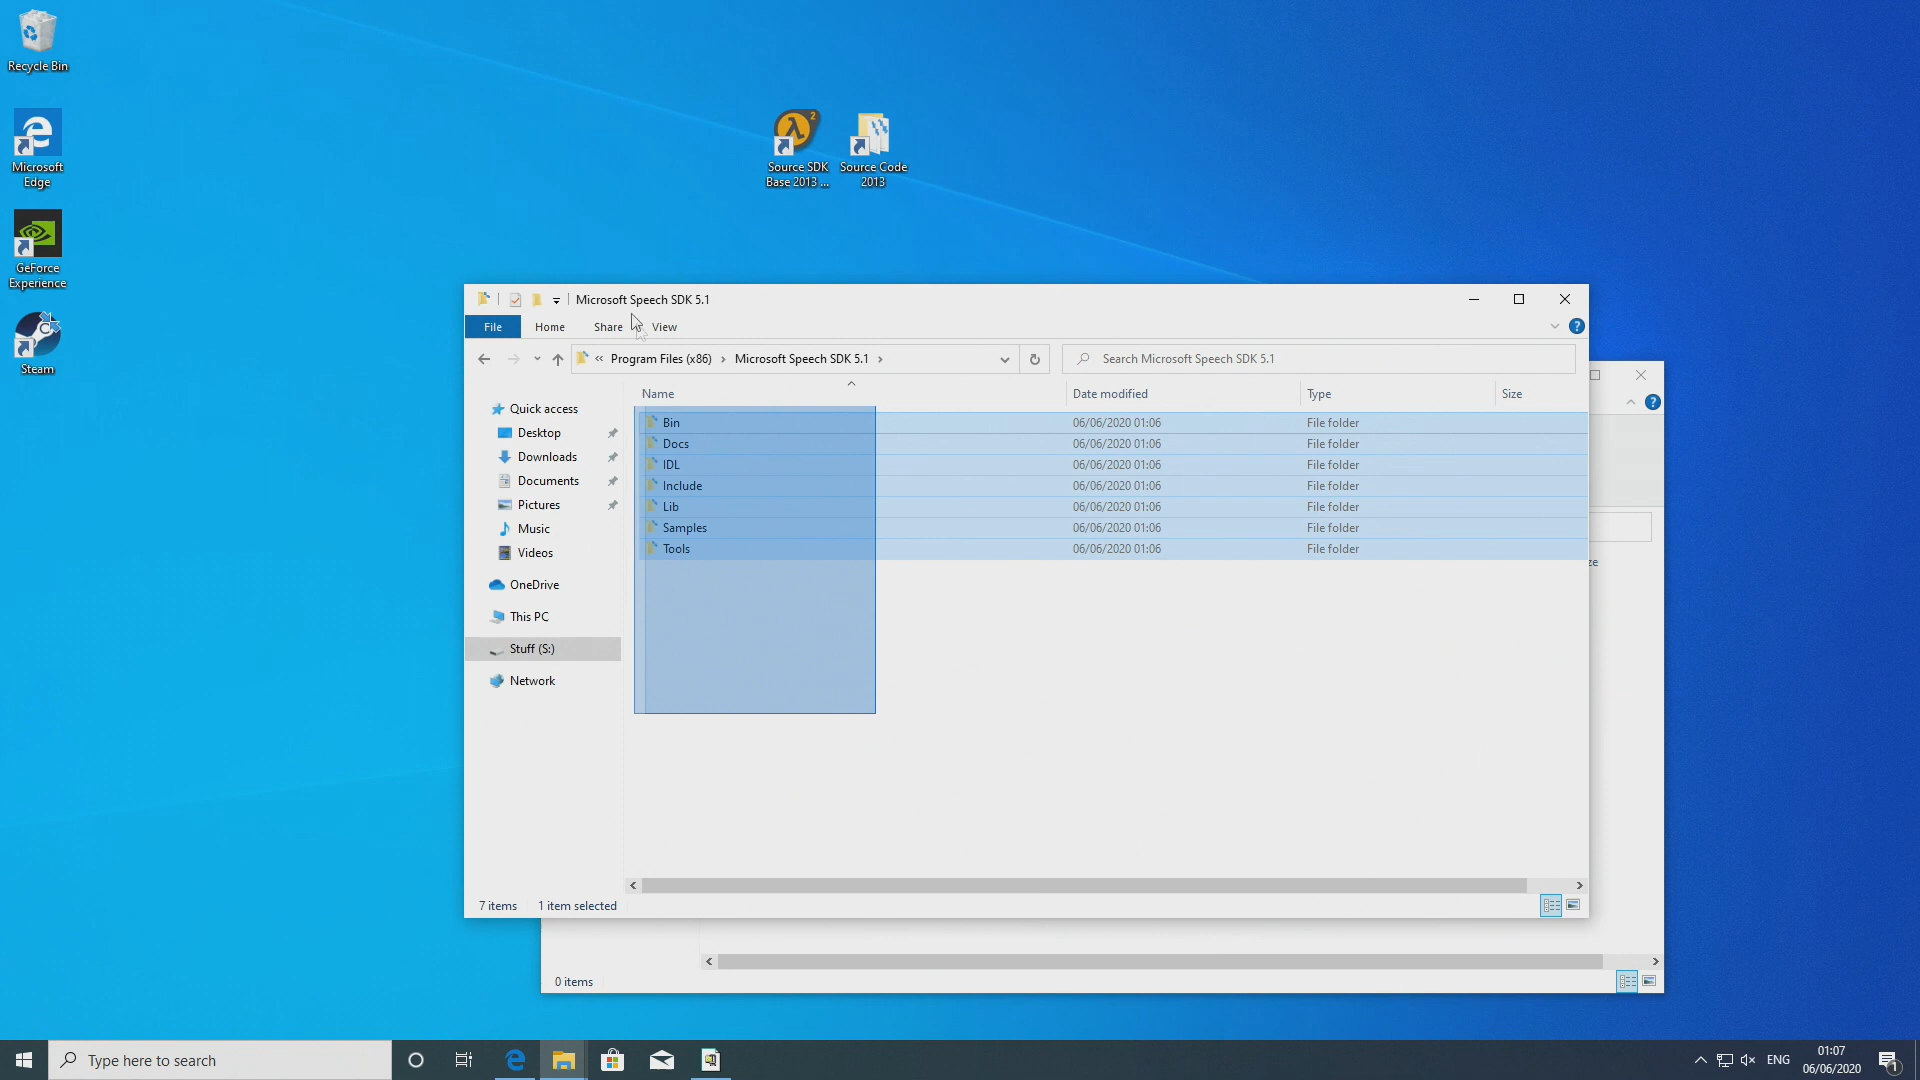 Recycle Bin
Microsoft
Edge
GeForce
Experience
Steam
2
Source SDK
Base 2013 ...
Source Code
2013
Microsoft Speech SDK 5.1
File Home Share View
« Program Files (x86) › Microsoft Speech SDK 5.1 ›
Search Microsoft Speech SDK 5.1
Name Date modified Type Size
Quick access
Desktop
Downloads
Documents
Pictures
Music
Videos
OneDrive
This PC
Stuff (S:)
Network
Bin 06/06/2020 01:06 File folder
Docs 06/06/2020 01:06 File folder
IDL 06/06/2020 01:06 File folder
Include 06/06/2020 01:06 File folder
Lib 06/06/2020 01:06 File folder
Samples 06/06/2020 01:06 File folder
Tools 06/06/2020 01:06 File folder
ze
7 items 1 item selected
0 items
Type here to search
ENG
01:07
06/06/2020
1